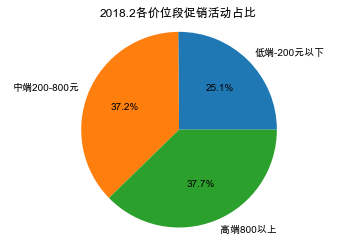 2018.2各价位段促销活动占比
低端-200元以下
25.1%
中端200-800元
37.2%
37.7%
高端800以上